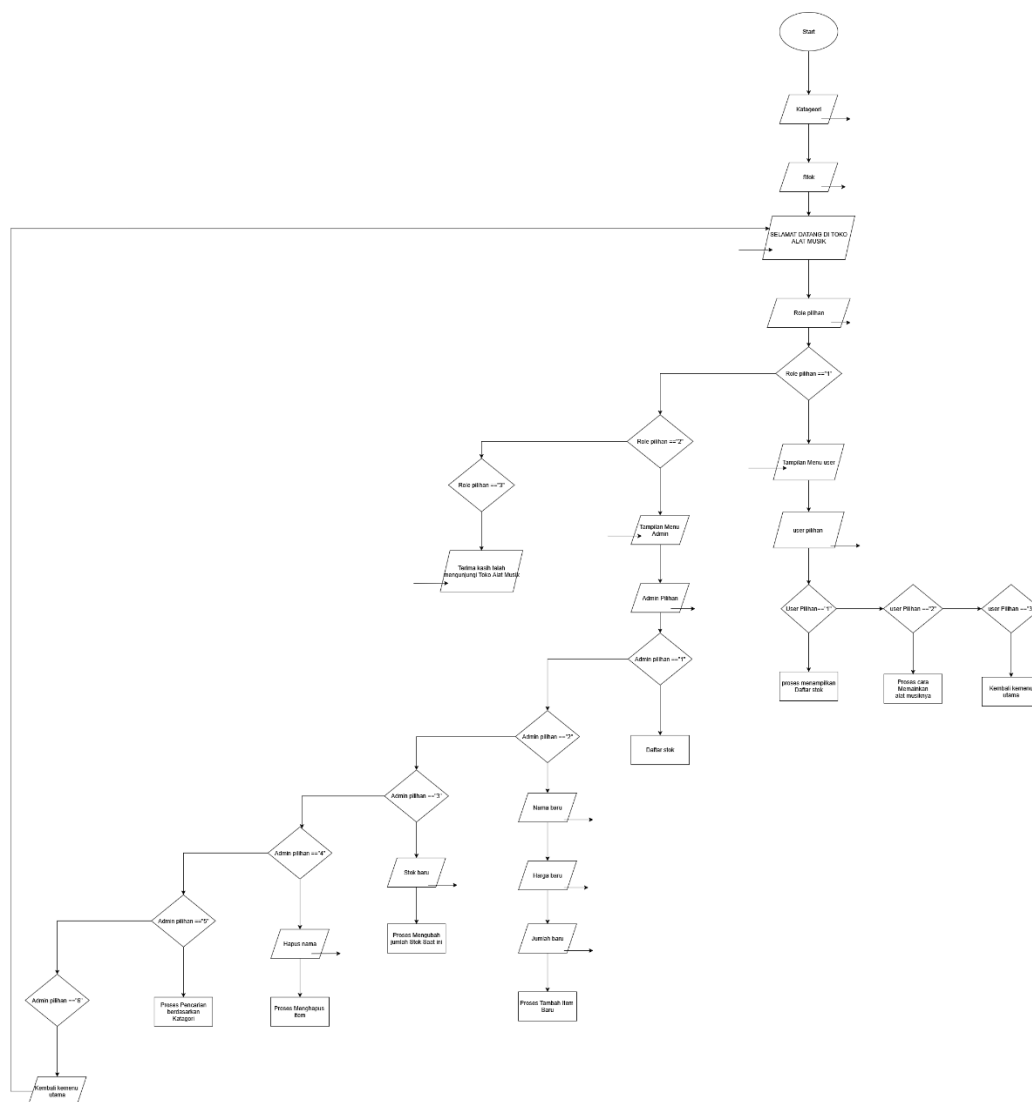 Start
Katageori
Stok
SELAMAT DATANG DI TOKO
ALAT MUSIK
Role pilihan
Role pilihan =="1"
Role pilihan =="2"
Role pilihan =="3"
Terima kasih telah
mengunjungi Toko Alat Musik
Tampilan Menu
Admin
Admin Pilihan
Tampilan Menu user
user pilihan
User Pilihan=="1"
user Pilihan =="2"
user Pilihan =="3
proses menampilkan
Daftar stok
Proses cara
Memainkan
alat musiknya
Kembali kemenu
utama
Admin pilihan =="1"
Daftar stok
Admin pilihan =="2"
Nama baru
Harga baru
Jumlah baru
Proses Tambah Item
Baru
Admin pilihan =="3"
Stok baru
Proses Mengubah
jumlah Stok Saat ini
Admin pilihan =="4"
Hapus nama
Proses Menghapus
Item
Admin pilihan =="5"
Proses Pencarian
berdasarkan
Katagori
Admin pilihan =="6"
Kembali kemenu
utama